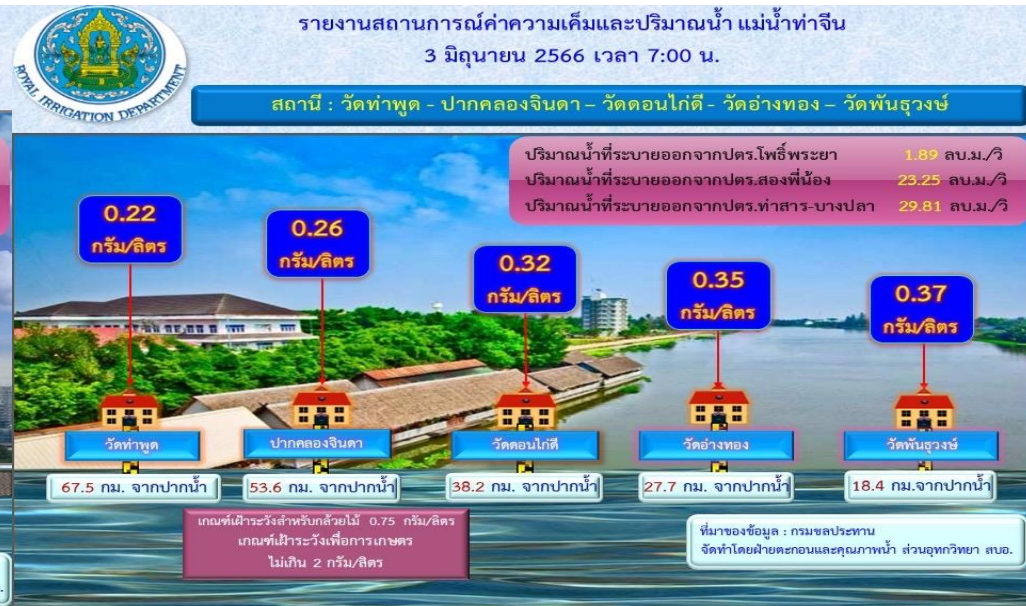 รายงานสถานการณ์ค่าความเค็มและปริมาณน้ำ แม่น้ำท่าจีน
3 มิถุนายน 2566 เวลา 7:00 น.
ROYAL IRRIGATION DEPARTMENT
สถานี : วัดท่าพูด - ปากคลองจินดา – วัดดอนไก่ดี - วัดอ่างทอง – วัดพันธุวงษ์
ปริมาณน้ำที่ระบายออกจากปตร.โพธิ์พระยา 1.89 ลบ.ม./วิ
ปริมาณน้ำที่ระบายออกจากปตร.สองพี่น้อง 23.25 ลบ.ม./วิ
ปริมาณน้ำที่ระบายออกจากปตร.ท่าสาร-บางปลา 29.81 ลบ.ม./วิ
0.22
กรัม/ลิตร
0.26
กรัม/ลิตร
0.32
กรัม/ลิตร
0.35
กรัม/ลิตร
0.37
กรัม/ลิตร
วัดท่าพูด
ปากคลองจินดา
วัดดอนไก่ดี
วัดอ่างทอง
วัดพันธุวงษ์
67.5 กม. จากปากน้ำ
53.6 กม. จากปากน้ำ
38.2 กม. จากปากน้ำ
27.7 กม. จากปากน้ำ
18.4 กม.จากปากน้ำ
เกณฑ์เฝ้าระวังสำหรับกล้วยไม้ 0.75 กรัม/ลิตร
เกณฑ์เฝ้าระวังเพื่อการเกษตร
ไม่เกิน 2 กรัม/ลิตร
ที่มาของข้อมูล : กรมชลประทาน
จัดทำโดยฝ่ายตะกอนและคุณภาพน้ำ ส่วนอุทกวิทยา สบอ.